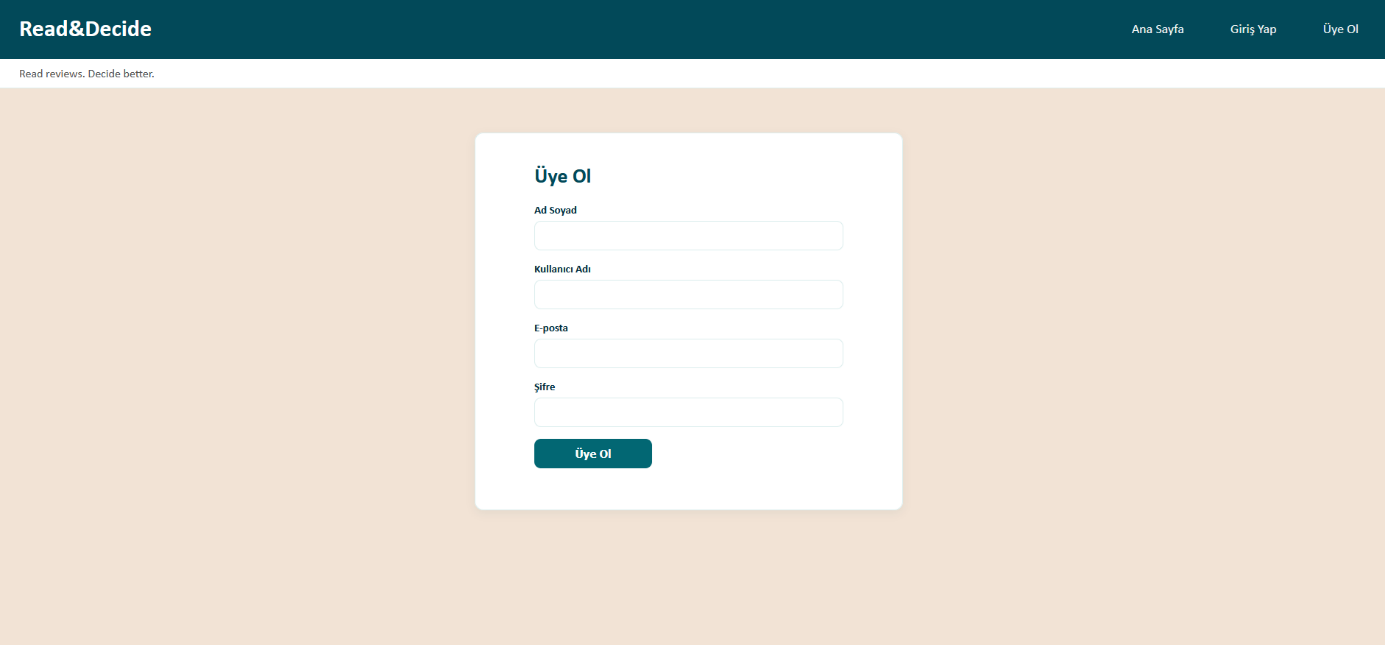 Read&Decide
Ana Sayfa Giriş Yap Üye Ol
Read reviews. Decide better.
Üye Ol
Ad Soyad
Kullanıcı Adı
E-posta
Şifre
Üye Ol